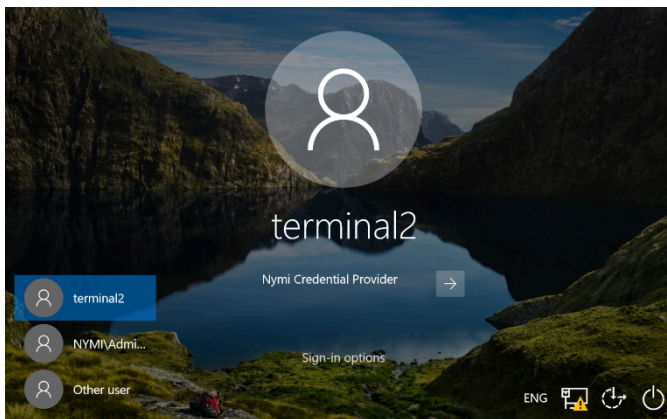 terminal2
Nymi Credential Provider
Sign-in options
terminal2
NYMI\Admi...
Other user
ENG